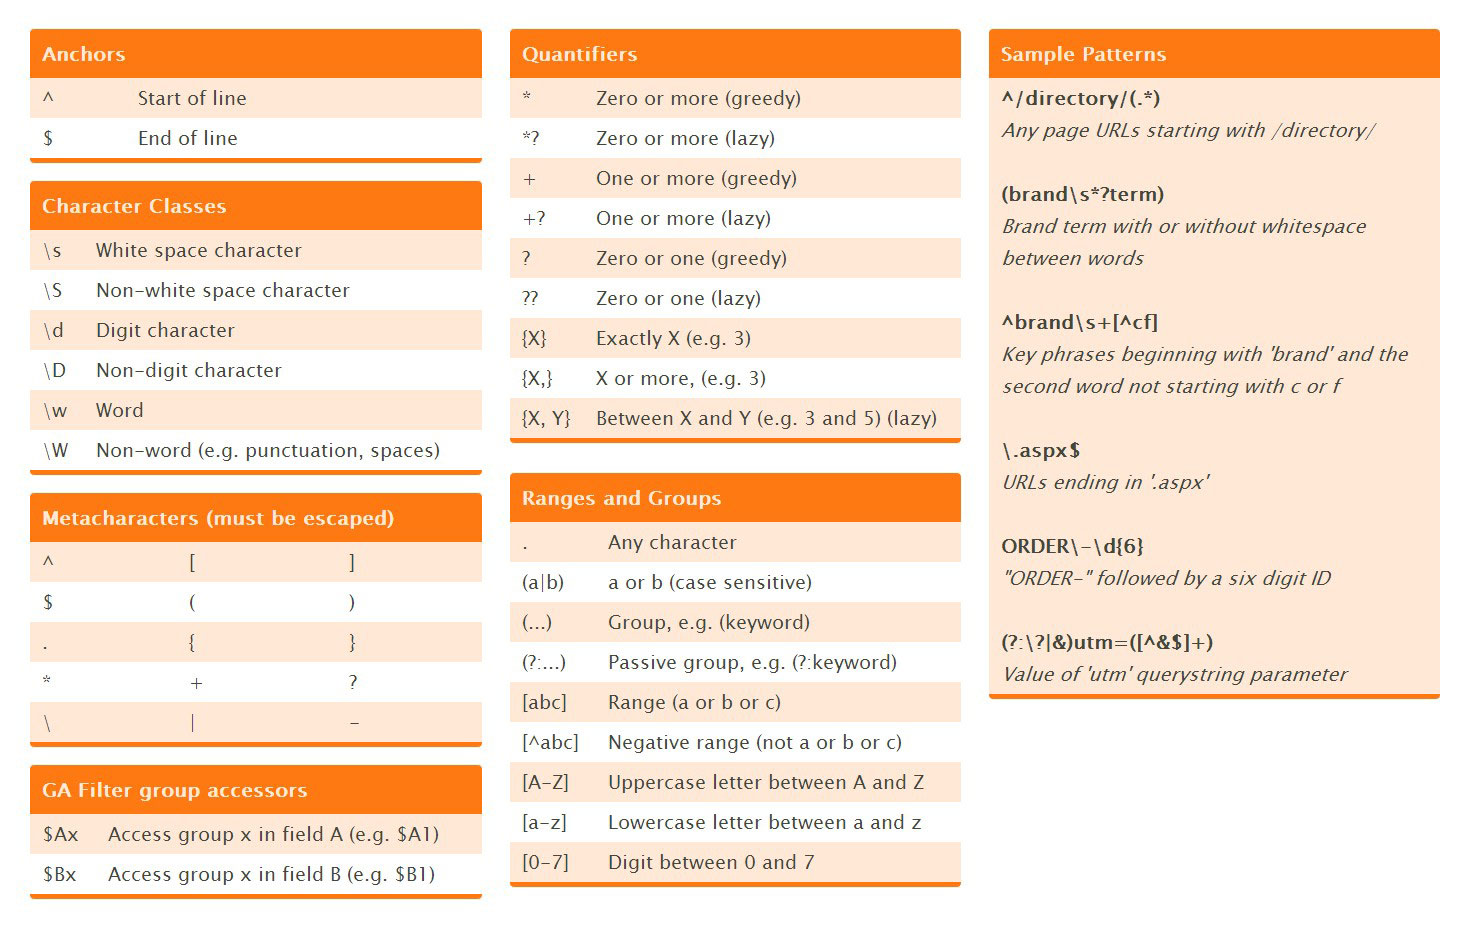 Anchors
^ Start of line
$ End of line
Character Classes
\s White space character
\S Non-white space character
\d Digit character
\D Non-digit character
\w Word
\W Non-word (e.g. punctuation, spaces)
Metacharacters (must be escaped)
^ [ ]
$ ( )
. { }
* + ?
\ | -
GA Filter group accessors
$Ax Access group x in field A (e.g. $A1)
$Bx Access group x in field B (e.g. $B1)
Quantifiers
* Zero or more (greedy)
*? Zero or more (lazy)
+ One or more (greedy)
+? One or more (lazy)
? Zero or one (greedy)
?? Zero or one (lazy)
{X} Exactly X (e.g. 3)
{X,} X or more, (e.g. 3)
{X, Y} Between X and Y (e.g. 3 and 5) (lazy)
Ranges and Groups
. Any character
(a|b) a or b (case sensitive)
(...) Group, e.g. (keyword)
(?:...) Passive group, e.g. (?:keyword)
[abc] Range (a or b or c)
[^abc] Negative range (not a or b or c)
[A-Z] Uppercase letter between A and Z
[a-z] Lowercase letter between a and z
[0-7] Digit between 0 and 7
Sample Patterns
^/directory/(.*)
Any page URLs starting with /directory/
(brand\s*?term)
Brand term with or without whitespace
between words
^brand\s+[^cf]
Key phrases beginning with 'brand' and the
second word not starting with c or f
\.aspx$
URLs ending in '.aspx'
ORDER\-\d{6}
"ORDER-" followed by a six digit ID
(?:\?|&)utm=([^&$]+)
Value of 'utm' querystring parameter